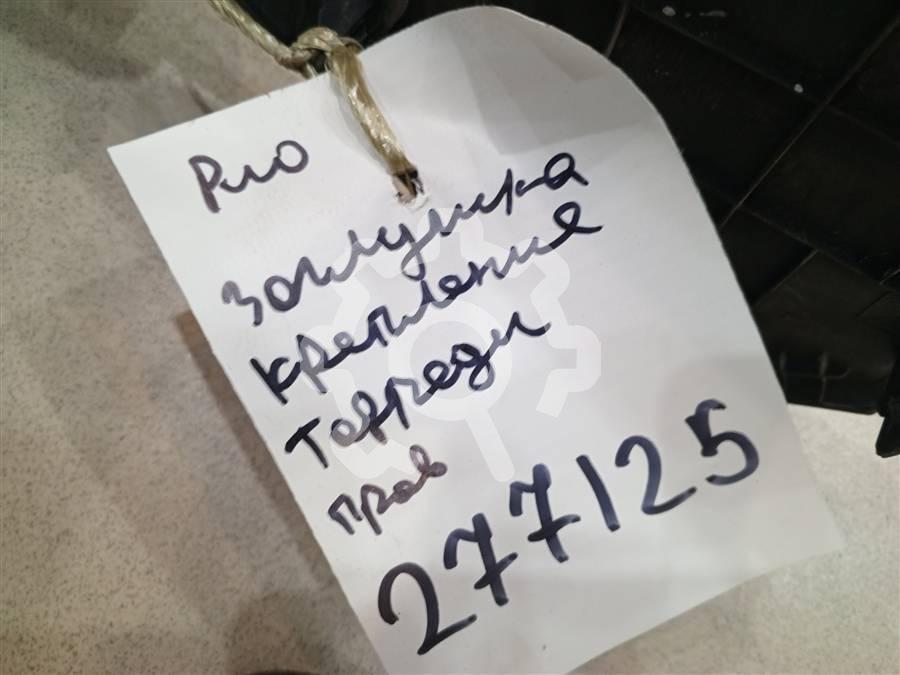 Рио
Заглушка
крепление
торпеды
прав
277125